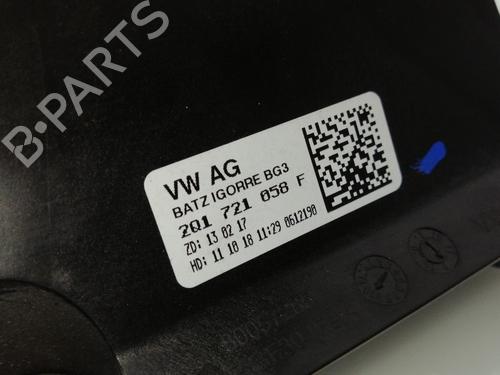 B-PARTS
VW AG
BATZ IGORRE BG3
2Q1 721 058 F
ZD: 13 02 17
HD: 11 10 18 11:29 0612190